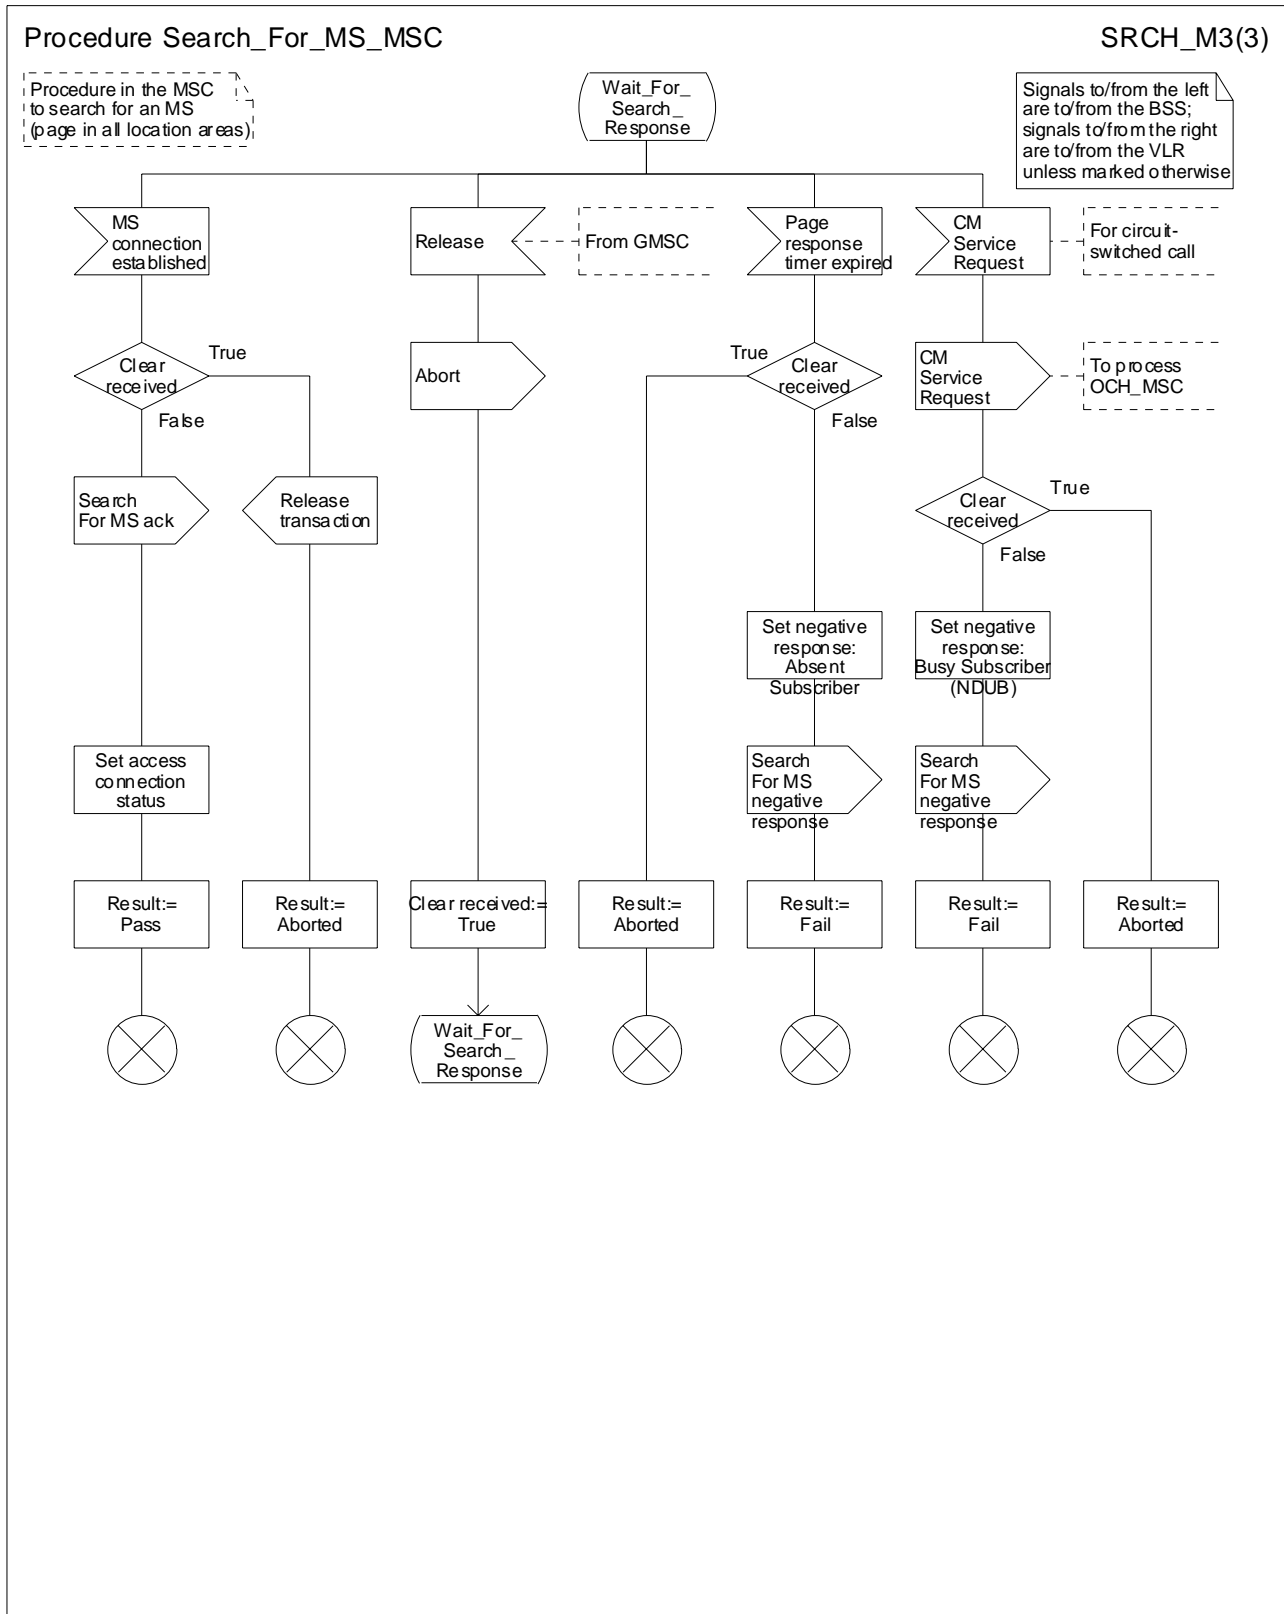 Procedure Search_For_MS_MSC
SRCH_M3(3)
Procedure in the MSC
to search for an MS
(page in all location areas)
Wait_For_
Search_
Response
Signals to/from the left
are to/from the BSS;
signals to/from the right
are to/from the VLR
unless marked otherwise
MS
connection
established
Release
From GMSC
Page
response
timer expired
CM
Service
Request
For circuit-
switched call
Clear
received
True
False
Abort
True
Clear
received
False
CM
Service
Request
To process
OCH_MSC
Search
For MS ack
Release
transaction
Clear
received
True
False
Set negative
response:
Absent
Subscriber
Set negative
response:
Busy Subscriber
(NDUB)
Set access
connection
status
Search
For MS
negative
response
Search
For MS
negative
response
Result:=
Pass
Result:=
Aborted
Clear received:=
True
Result:=
Aborted
Result:=
Fail
Result:=
Fail
Result:=
Aborted
Wait_For_
Search_
Response